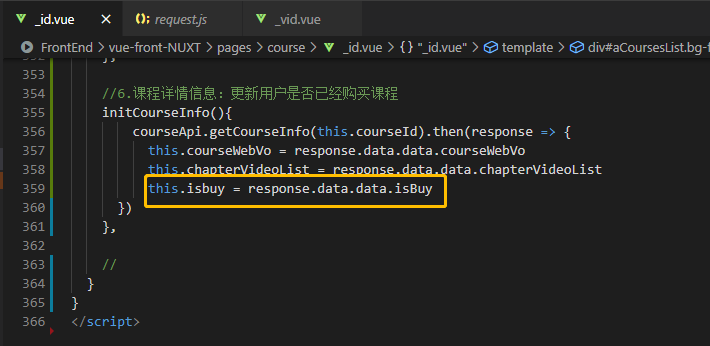 _id.vue × request.js _vid.vue
FrontEnd > vue-front-NUXT > pages > course > _id.vue > {} "_id.vue" > template > div#aCoursesList.bg-f
353
354 //6.课程详情信息: 更新用户是否已经购买课程
355 initCourseInfo(){
356 courseApi.getCourseInfo(this.courseId).then(response => {
357 this.courseWebVo = response.data.data.courseWebVo
358 this.chapterVideoList = response.data.data.chapterVideoList
359 this.isbuy = response.data.data.isBuy
360 })
361 },
362
363 //
364 }
365 }
366 </script>